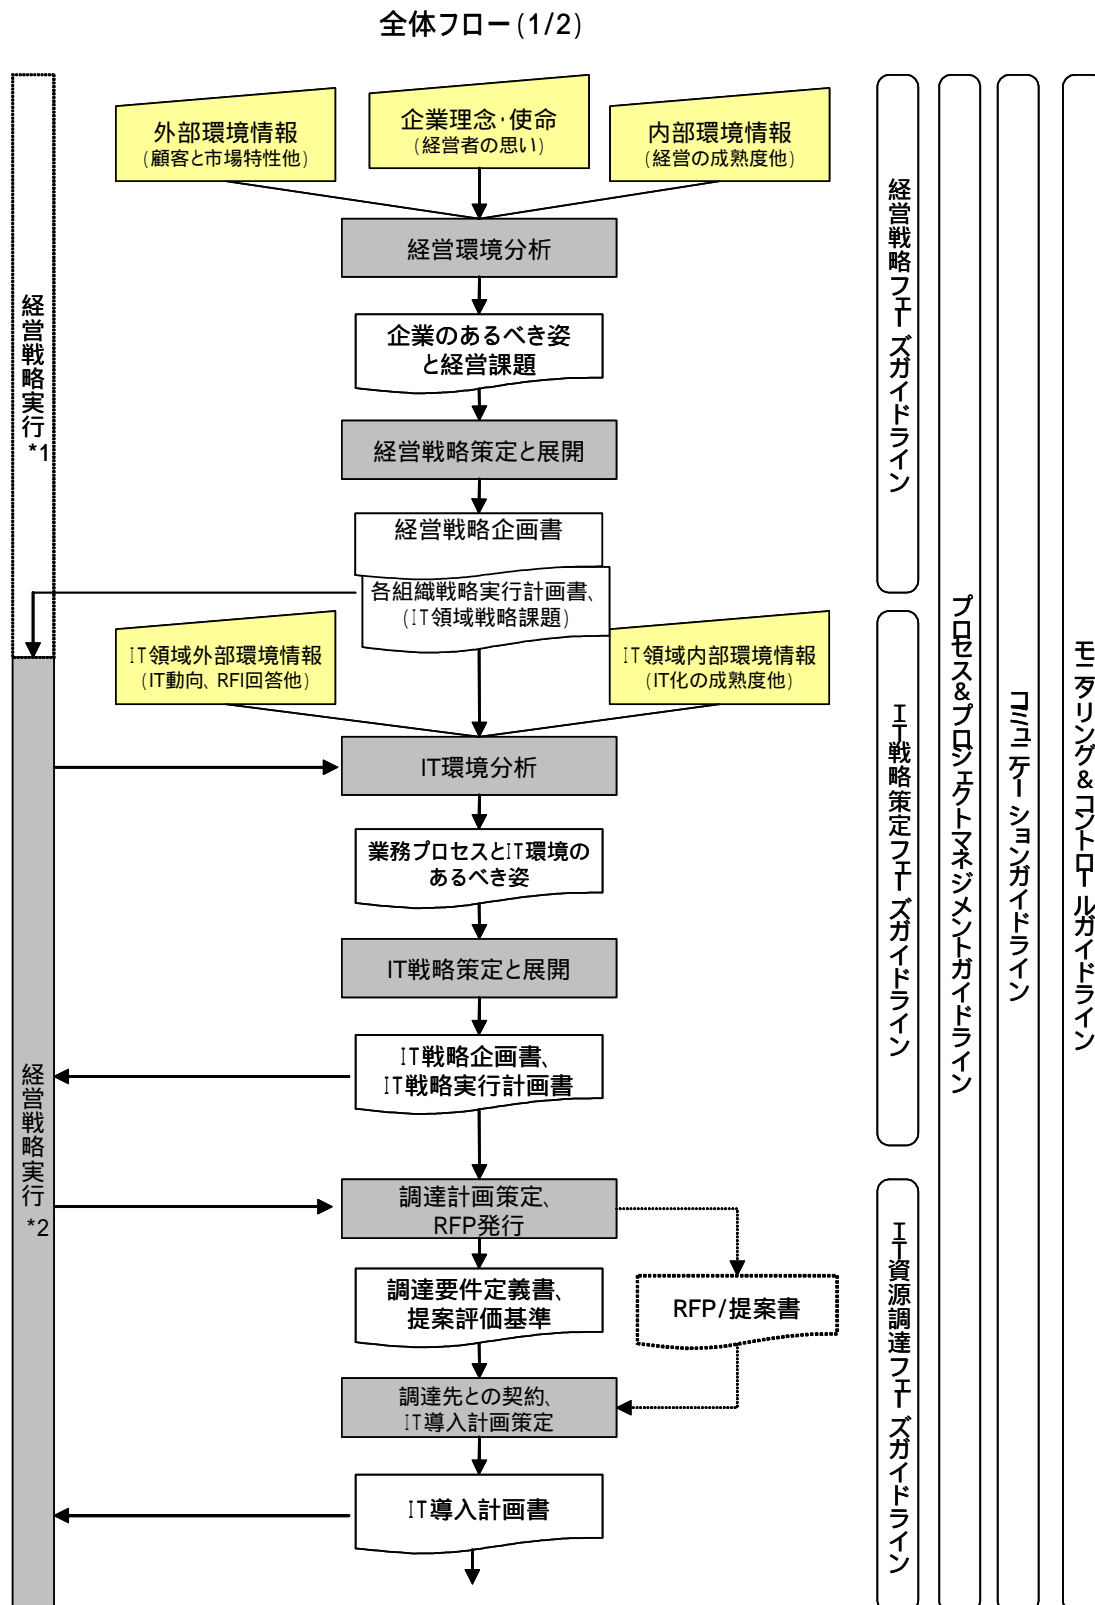 全体フロー(1/2)
外部環境情報
(顧客と市場特性他)
企業理念・使命
(経営者の思い)
内部環境情報
(経営の成熟度他)
経営環境分析
企業のあるべき姿
と経営課題
経営戦略策定と展開
経営戦略企画書
各組織戦略実行計画書、
(IT領域戦略課題)
経営戦略実行
*1
IT領域外部環境情報
(IT動向、RFI回答他)
IT領域内部環境情報
(IT化の成熟度他)
IT環境分析
業務プロセスとIT環境の
あるべき姿
IT戦略策定と展開
IT戦略企画書、
IT戦略実行計画書
経営戦略実行
*2
調達計画策定、
RFP発行
調達要件定義書、
提案評価基準
RFP/提案書
調達先との契約、
IT導入計画策定
IT導入計画書
経営戦略フェーズガイドライン
IT戦略策定フェーズガイドライン
IT資源調達フェーズガイドライン
プロセス&プロジェクトマネジメントガイドライン
コミュニケーションガイドライン
モニタリング&コントロールガイドライン